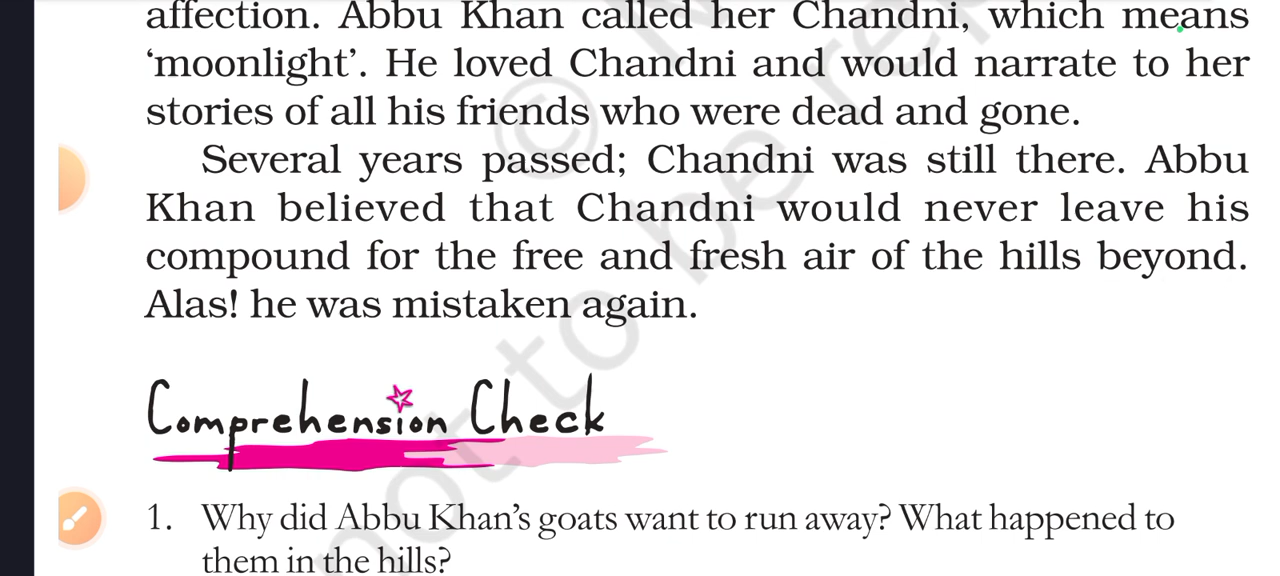 affection. Abbu Khan called her Chandni, which means
‘moonlight’. He loved Chandni and would narrate to her
stories of all his friends who were dead and gone.
Several years passed; Chandni was still there. Abbu
Khan believed that Chandni would never leave his
compound for the free and fresh air of the hills beyond.
Alas! he was mistaken again.
Comprehension Check
1. Why did Abbu Khan’s goats want to run away? What happened to
them in the hills?
not to be rep